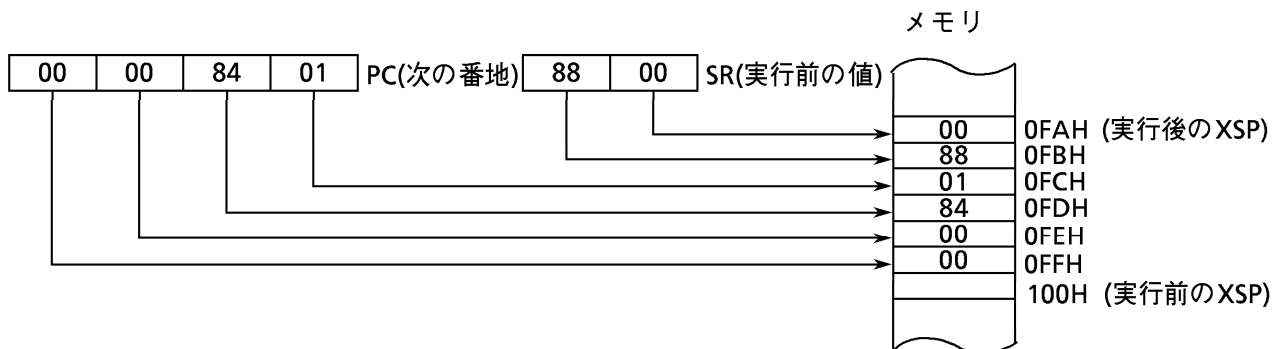 メモリ
00 00 84 01 PC(次の番地) 88 00 SR(実行前の値)
00 0FAH (実行後のXSP)
88 0FBH
01 0FCH
84 0FDH
00 0FEH
00 0FFH
100H (実行前のXSP)